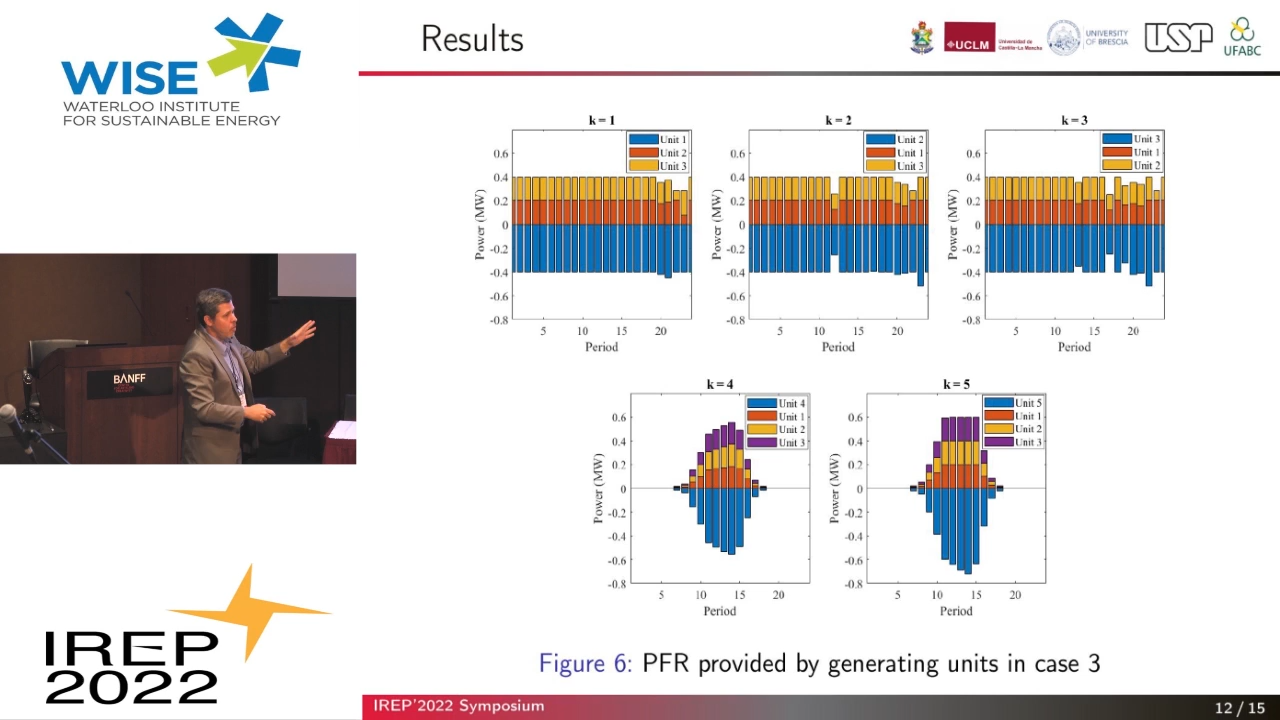 WISE
WATERLOO INSTITUTE
FOR SUSTAINABLE ENERGY
Results
UCLM
Universidad de
Castilla-La Mancha
UNIVERSITY
OF BRESCIA
USP
UFABC
k = 1
Unit 1
Unit 2
Unit 3
0.6
0.4
0.2
0
-0.2
-0.4
-0.6
-0.8
Power (MW)
5 10 15 20
Period
k = 2
Unit 2
Unit 1
Unit 3
0.6
0.4
0.2
0
-0.2
-0.4
-0.6
-0.8
Power (MW)
5 10 15 20
Period
k = 3
Unit 3
Unit 1
Unit 2
0.6
0.4
0.2
0
-0.2
-0.4
-0.6
-0.8
Power (MW)
5 10 15 20
Period
BANFF
k = 4
Unit 4
Unit 1
Unit 2
Unit 3
0.6
0.4
0.2
0
-0.2
-0.4
-0.6
-0.8
Power (MW)
5 10 15 20
Period
k = 5
Unit 5
Unit 1
Unit 2
Unit 3
0.6
0.4
0.2
0
-0.2
-0.4
-0.6
-0.8
Power (MW)
5 10 15 20
Period
Figure 6: PFR provided by generating units in case 3
IREP
2022
IREP'2022 Symposium
12 / 15